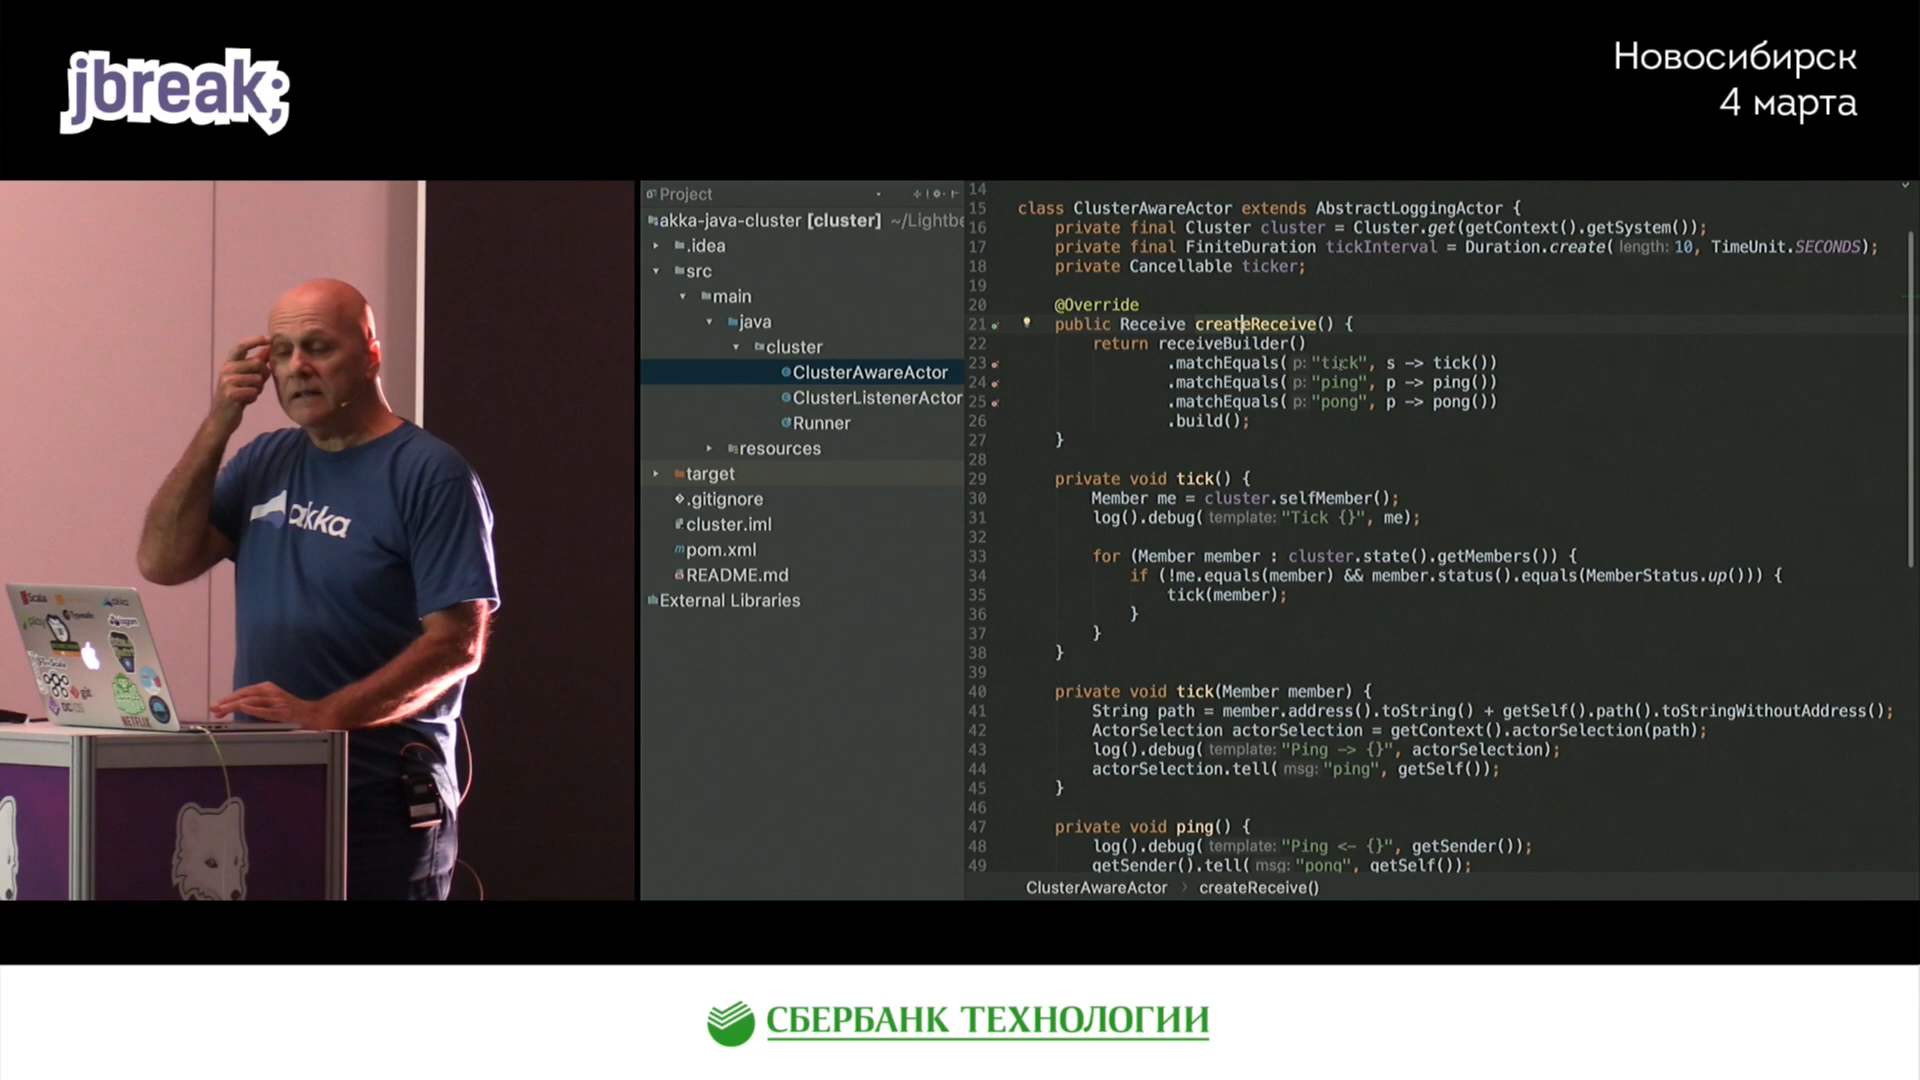 jbreak;
Новосибирск
4 марта
akka
Scala
akka
play
Typesafe
lagom
git
NETFLIX
Project
akka-java-cluster [cluster] ~/Lightbe
.idea
src
main
java
cluster
ClusterAwareActor
ClusterListenerActor
Runner
resources
target
.gitignore
cluster.iml
pom.xml
README.md
External Libraries
14
15 class ClusterAwareActor extends AbstractLoggingActor {
16 private final Cluster cluster = Cluster.get(getContext().getSystem());
17 private final FiniteDuration tickInterval = Duration.create( length: 10, TimeUnit.SECONDS);
18 private Cancellable ticker;
19
20 @Override
21 public Receive createReceive() {
22 return receiveBuilder()
23 .matchEquals( p: "tick", s -> tick())
24 .matchEquals( p: "ping", p -> ping())
25 .matchEquals( p: "pong", p -> pong())
26 .build();
27 }
28
29 private void tick() {
30 Member me = cluster.selfMember();
31 log().debug( template: "Tick {}", me);
32
33 for (Member member : cluster.state().getMembers()) {
34 if (!me.equals(member) && member.status().equals(MemberStatus.up())) {
35 tick(member);
36 }
37 }
38 }
39
40 private void tick(Member member) {
41 String path = member.address().toString() + getSelf().path().toStringWithoutAddress();
42 ActorSelection actorSelection = getContext().actorSelection(path);
43 log().debug( template: "Ping -> {}", actorSelection);
44 actorSelection.tell( msg: "ping", getSelf());
45 }
46
47 private void ping() {
48 log().debug( template: "Ping <- {}", getSender());
49 getSender().tell( msg: "pong", getSelf());
ClusterAwareActor › createReceive()
СБЕРБАНК ТЕХНОЛОГИИ